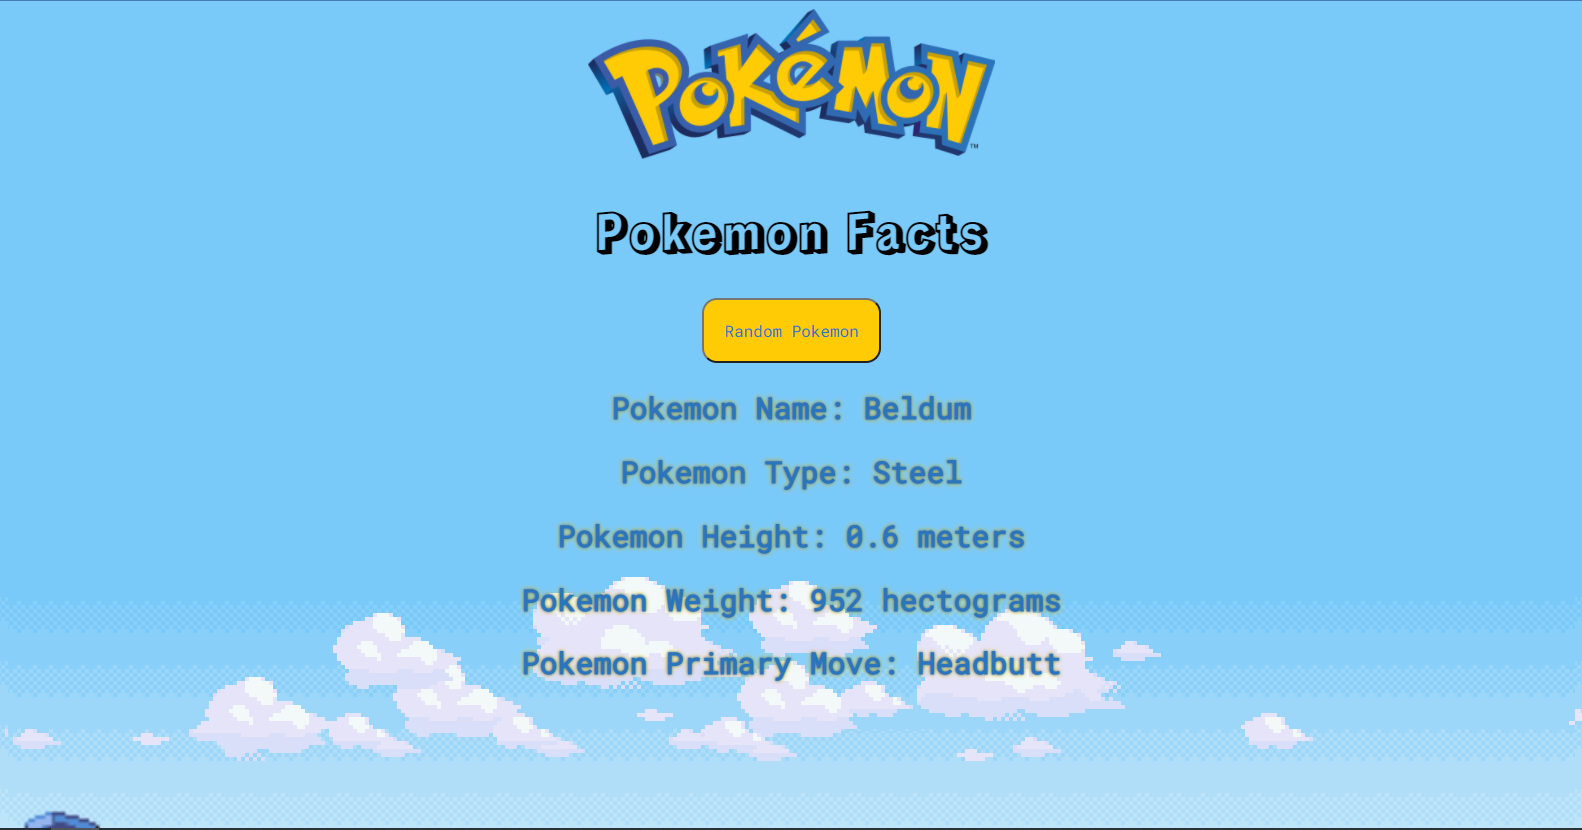 POKéMON
™
Pokemon Facts
Random Pokemon
Pokemon Name: Beldum
Pokemon Type: Steel
Pokemon Height: 0.6 meters
Pokemon Weight: 952 hectograms
Pokemon Primary Move: Headbutt